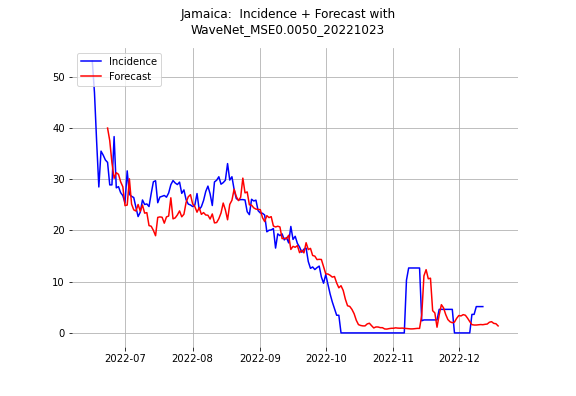 Jamaica:  Incidence + Forecast with
WaveNet_MSE0.0050_20221023
Incidence
Forecast
50
40
30
20
10
0
2022-07 2022-08 2022-09 2022-10 2022-11 2022-12